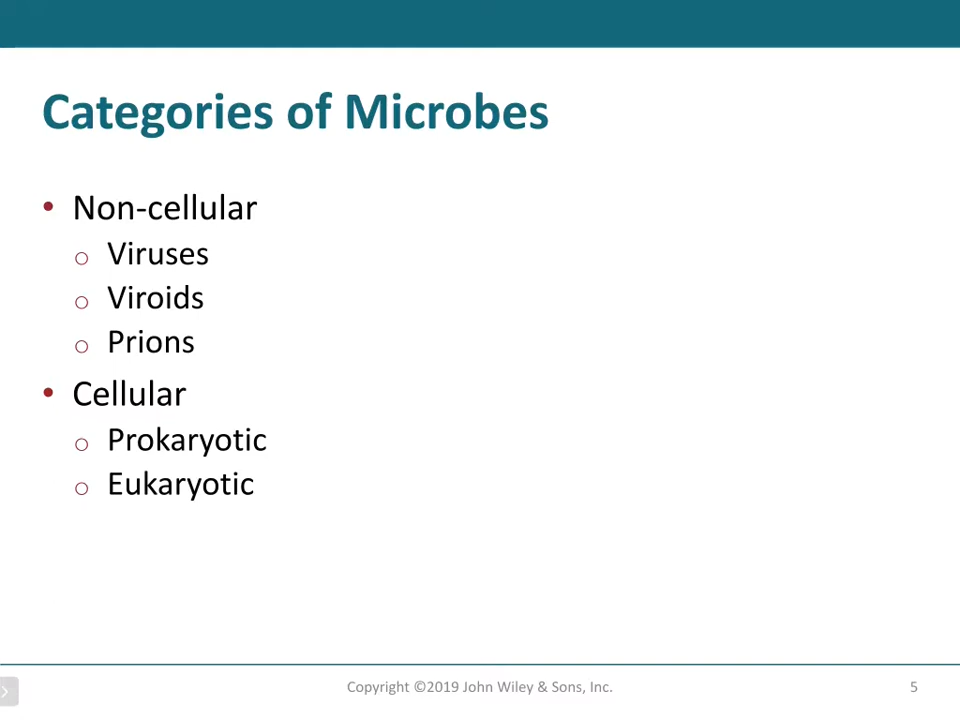 Categories of Microbes
• Non-cellular
o Viruses
o Viroids
o Prions
• Cellular
o Prokaryotic
o Eukaryotic
Copyright ©2019 John Wiley & Sons, Inc.
5